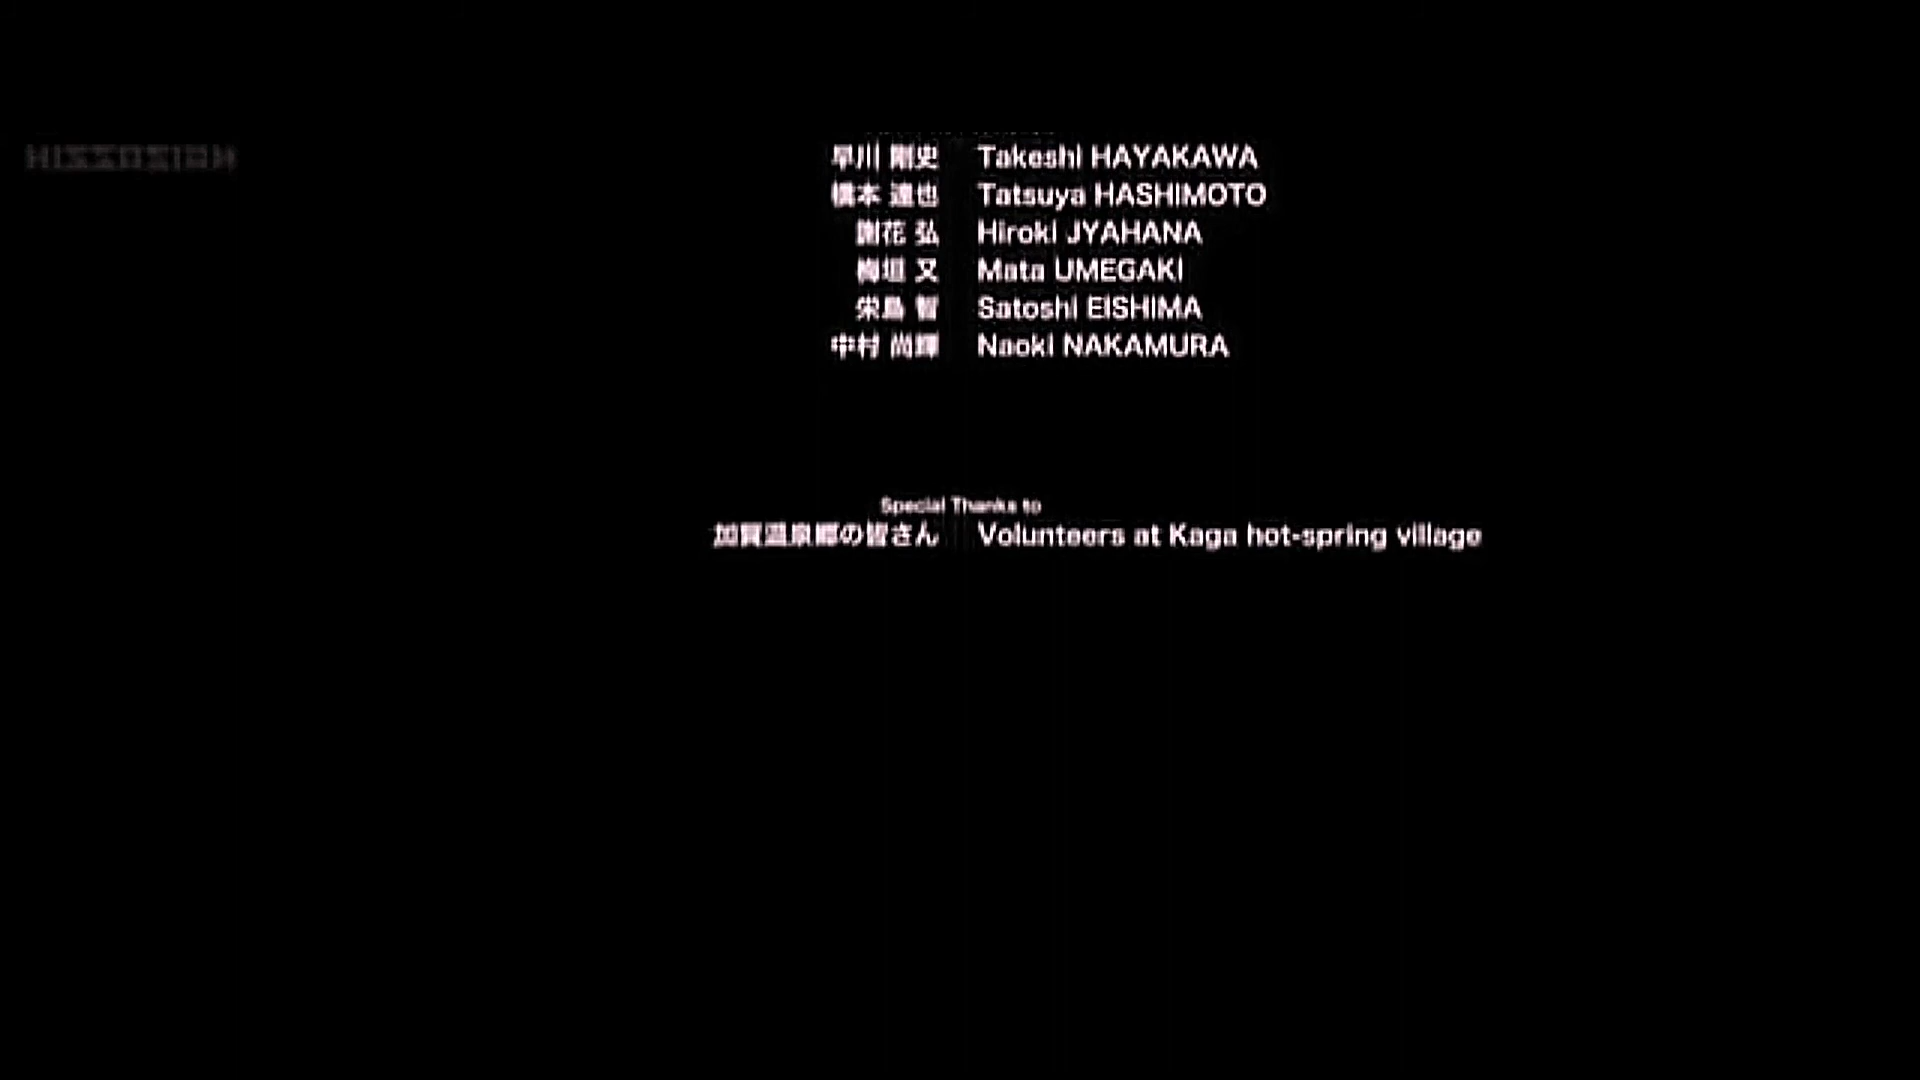 早川 剛史 Takeshi HAYAKAWA
橋本 達也 Tatsuya HASHIMOTO
謝花 弘 Hiroki JYAHANA
梅垣 又 Mata UMEGAKI
栄島 智 Satoshi EISHIMA
中村 尚輝 Naoki NAKAMURA
Special Thanks to
加賀温泉郷の皆さん Volunteers at Kaga hot-spring village